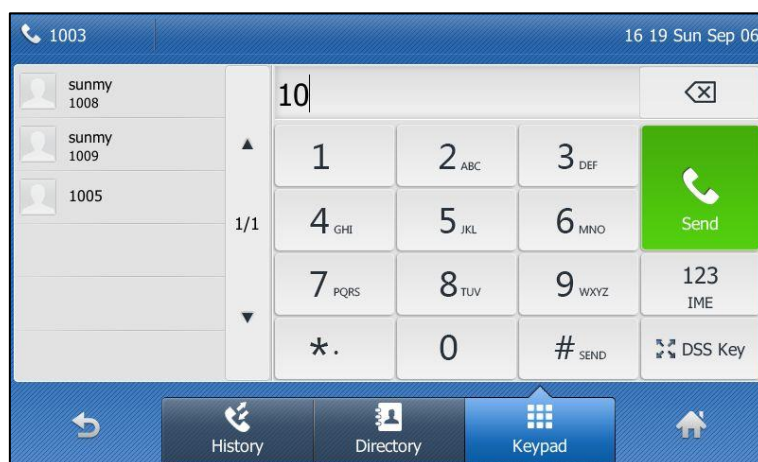 1003
16 19 Sun Sep 06
sunmy
1008
sunmy
1009
1005
1/1
10
1
2 ABC
3 DEF
Send
4 GHI
5 JKL
6 MNO
7 PQRS
8 TUV
9 WXYZ
123
IME
*.
0
# SEND
DSS Key
History
Directory
Keypad